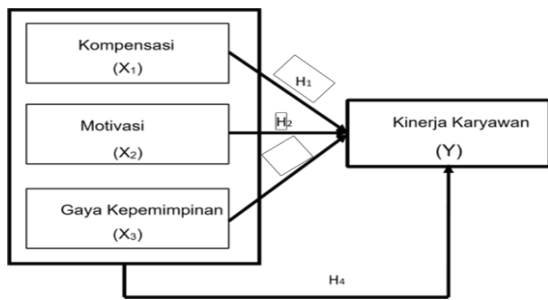 Kompensasi
(X₁)
H₁
Motivasi
(X₂)
H₂
Kinerja Karyawan
(Y)
Gaya Kepemimpinan
(X₃)
H₄